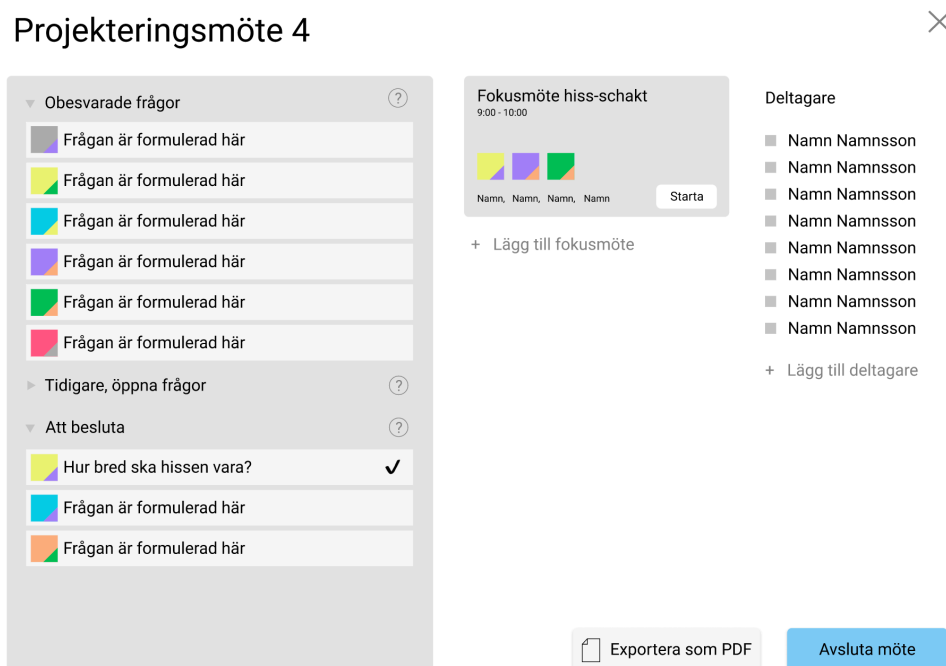 Projekteringsmöte 4
Obesvarade frågor
?
Frågan är formulerad här
Frågan är formulerad här
Frågan är formulerad här
Frågan är formulerad här
Frågan är formulerad här
Frågan är formulerad här
Tidigare, öppna frågor
?
Att besluta
?
Hur bred ska hissen vara?
Frågan är formulerad här
Frågan är formulerad här
Fokusmöte hiss-schakt
9:00 - 10:00
Namn, Namn, Namn, Namn
Starta
+ Lägg till fokusmöte
Deltagare
Namn Namnsson
Namn Namnsson
Namn Namnsson
Namn Namnsson
Namn Namnsson
Namn Namnsson
Namn Namnsson
Namn Namnsson
+ Lägg till deltagare
Exportera som PDF
Avsluta möte